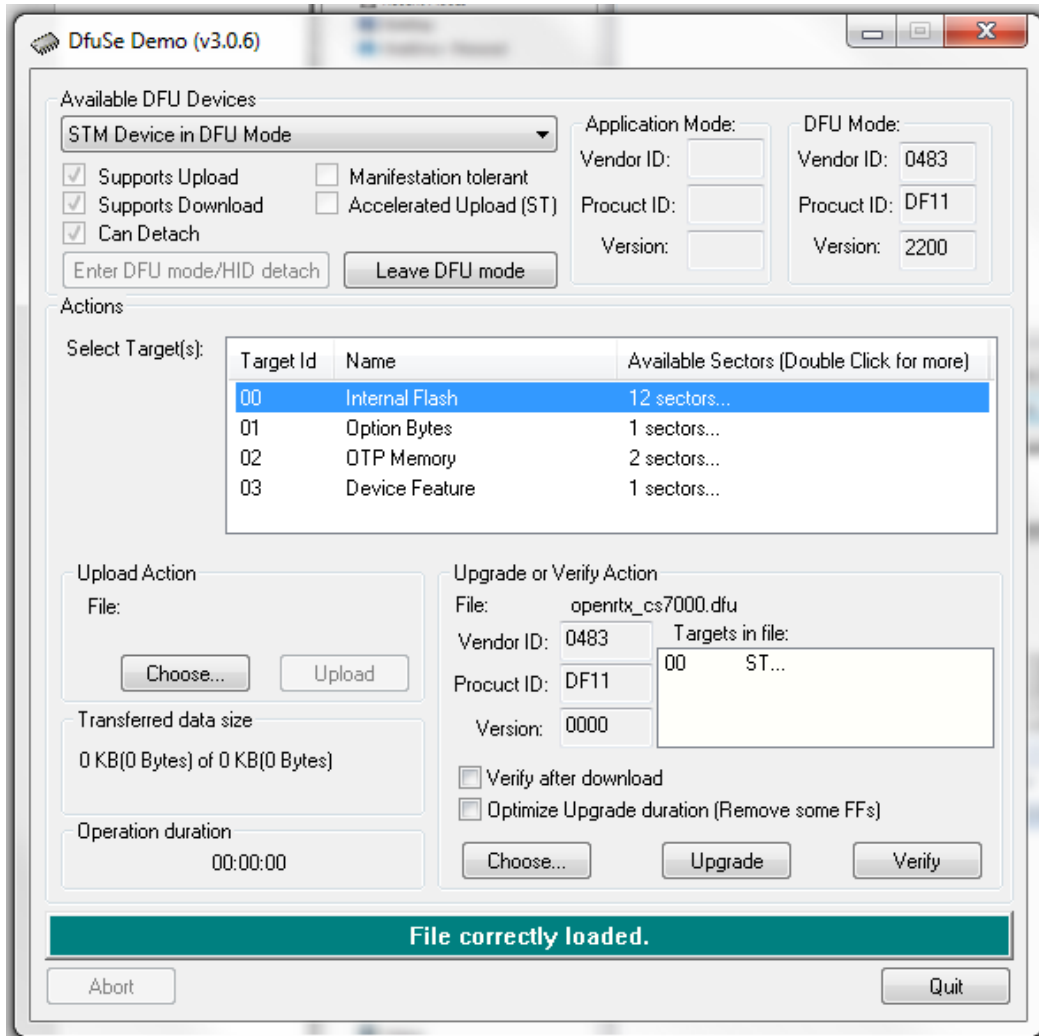 DfuSe Demo (v3.0.6)
Available DFU Devices
STM Device in DFU Mode
Supports Upload
Manifestation tolerant
Supports Download
Accelerated Upload (ST)
Can Detach
Enter DFU mode/HID detach
Leave DFU mode
Application Mode:
Vendor ID:
Procuct ID:
Version:
DFU Mode:
Vendor ID: 0483
Procuct ID: DF11
Version: 2200
Actions
Select Target(s):
Target Id Name Available Sectors (Double Click for more)
00 Internal Flash 12 sectors...
01 Option Bytes 1 sectors...
02 OTP Memory 2 sectors...
03 Device Feature 1 sectors...
Upload Action
File:
Choose... Upload
Transferred data size
0 KB(0 Bytes) of 0 KB(0 Bytes)
Operation duration
00:00:00
Upgrade or Verify Action
File: openrtx_cs7000.dfu
Vendor ID: 0483
Procuct ID: DF11
Version: 0000
Targets in file:
00 ST...
Verify after download
Optimize Upgrade duration (Remove some FFs)
Choose... Upgrade Verify
File correctly loaded.
Abort Quit